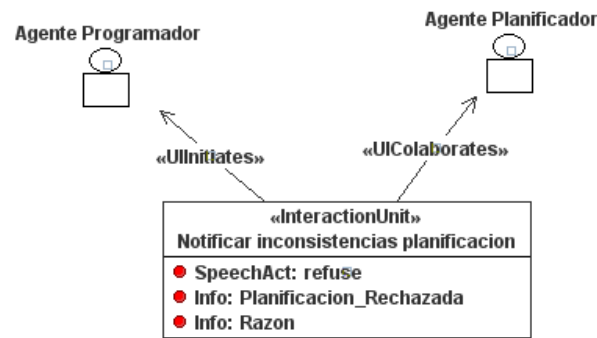 Agente Planificador
Agente Programador
«UIInitiates»
«UIColaborates»
«InteractionUnit»
Notificar inconsistencias planificacion
SpeechAct: refuse
Info: Planificacion_Rechazada
Info: Razon